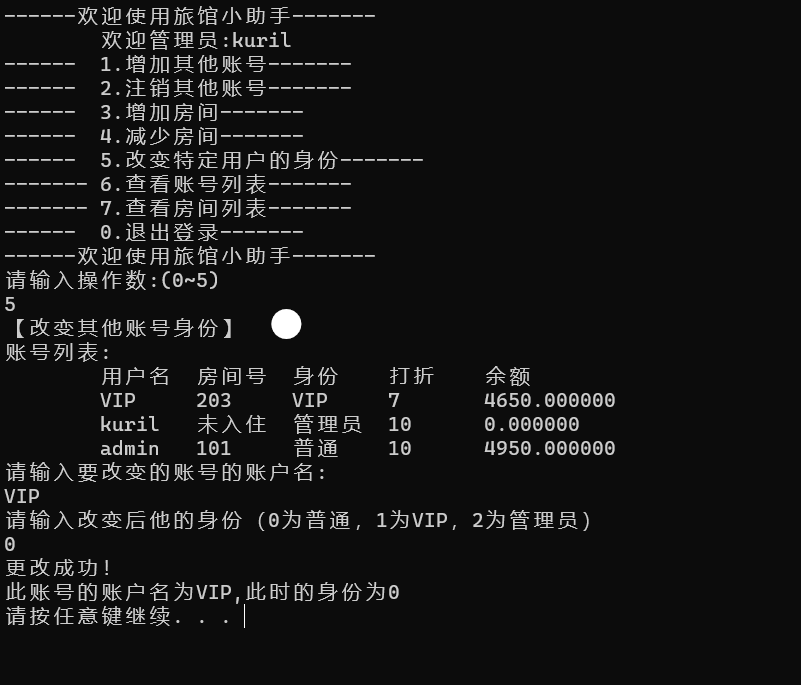 ------欢迎使用旅馆小助手-------
        欢迎管理员:kuril
------  1.增加其他账号-------
------  2.注销其他账号-------
------  3.增加房间-------
------  4.减少房间-------
------  5.改变特定用户的身份-------
------- 6.查看账号列表-------
------- 7.查看房间列表-------
------  0.退出登录-------
------欢迎使用旅馆小助手-------
请输入操作数:(0~5)
5
【改变其他账号身份】
账号列表:
        用户名  房间号  身份    打折    余额
        VIP     203     VIP     7       4650.000000
        kuril   未入住  管理员  10      0.000000
        admin   101     普通    10      4950.000000
请输入要改变的账号的账户名:
VIP
请输入改变后他的身份（0为普通，1为VIP，2为管理员）
0
更改成功!
此账号的账户名为VIP,此时的身份为0
请按任意键继续. . .